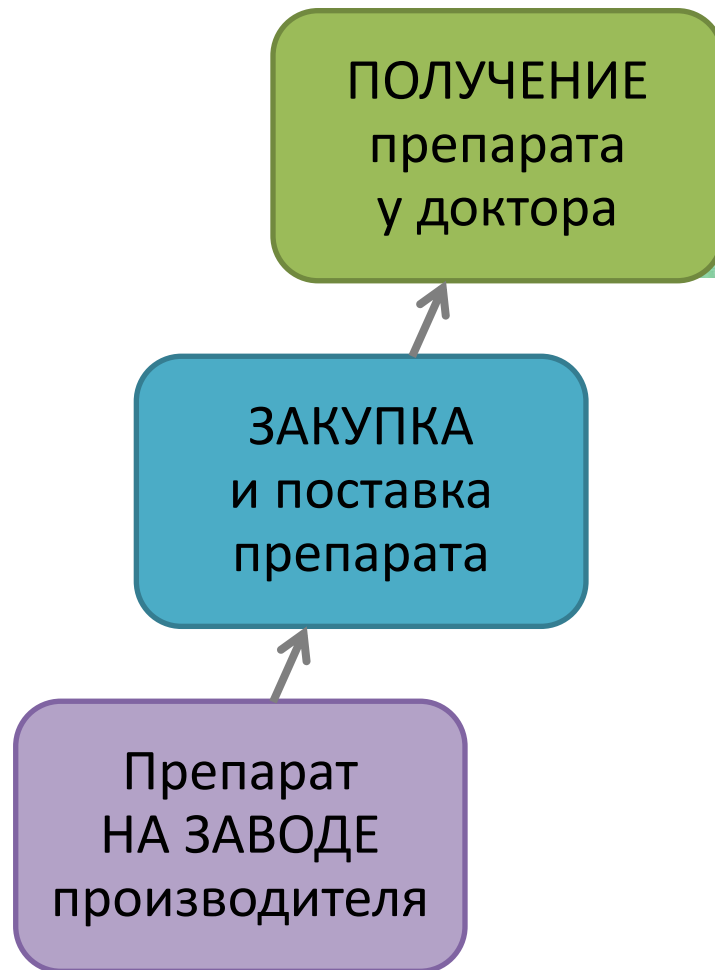 ПОЛУЧЕНИЕ
препарата
у доктора
ЗАКУПКА
и поставка
препарата
Препарат
НА ЗАВОДЕ
производителя